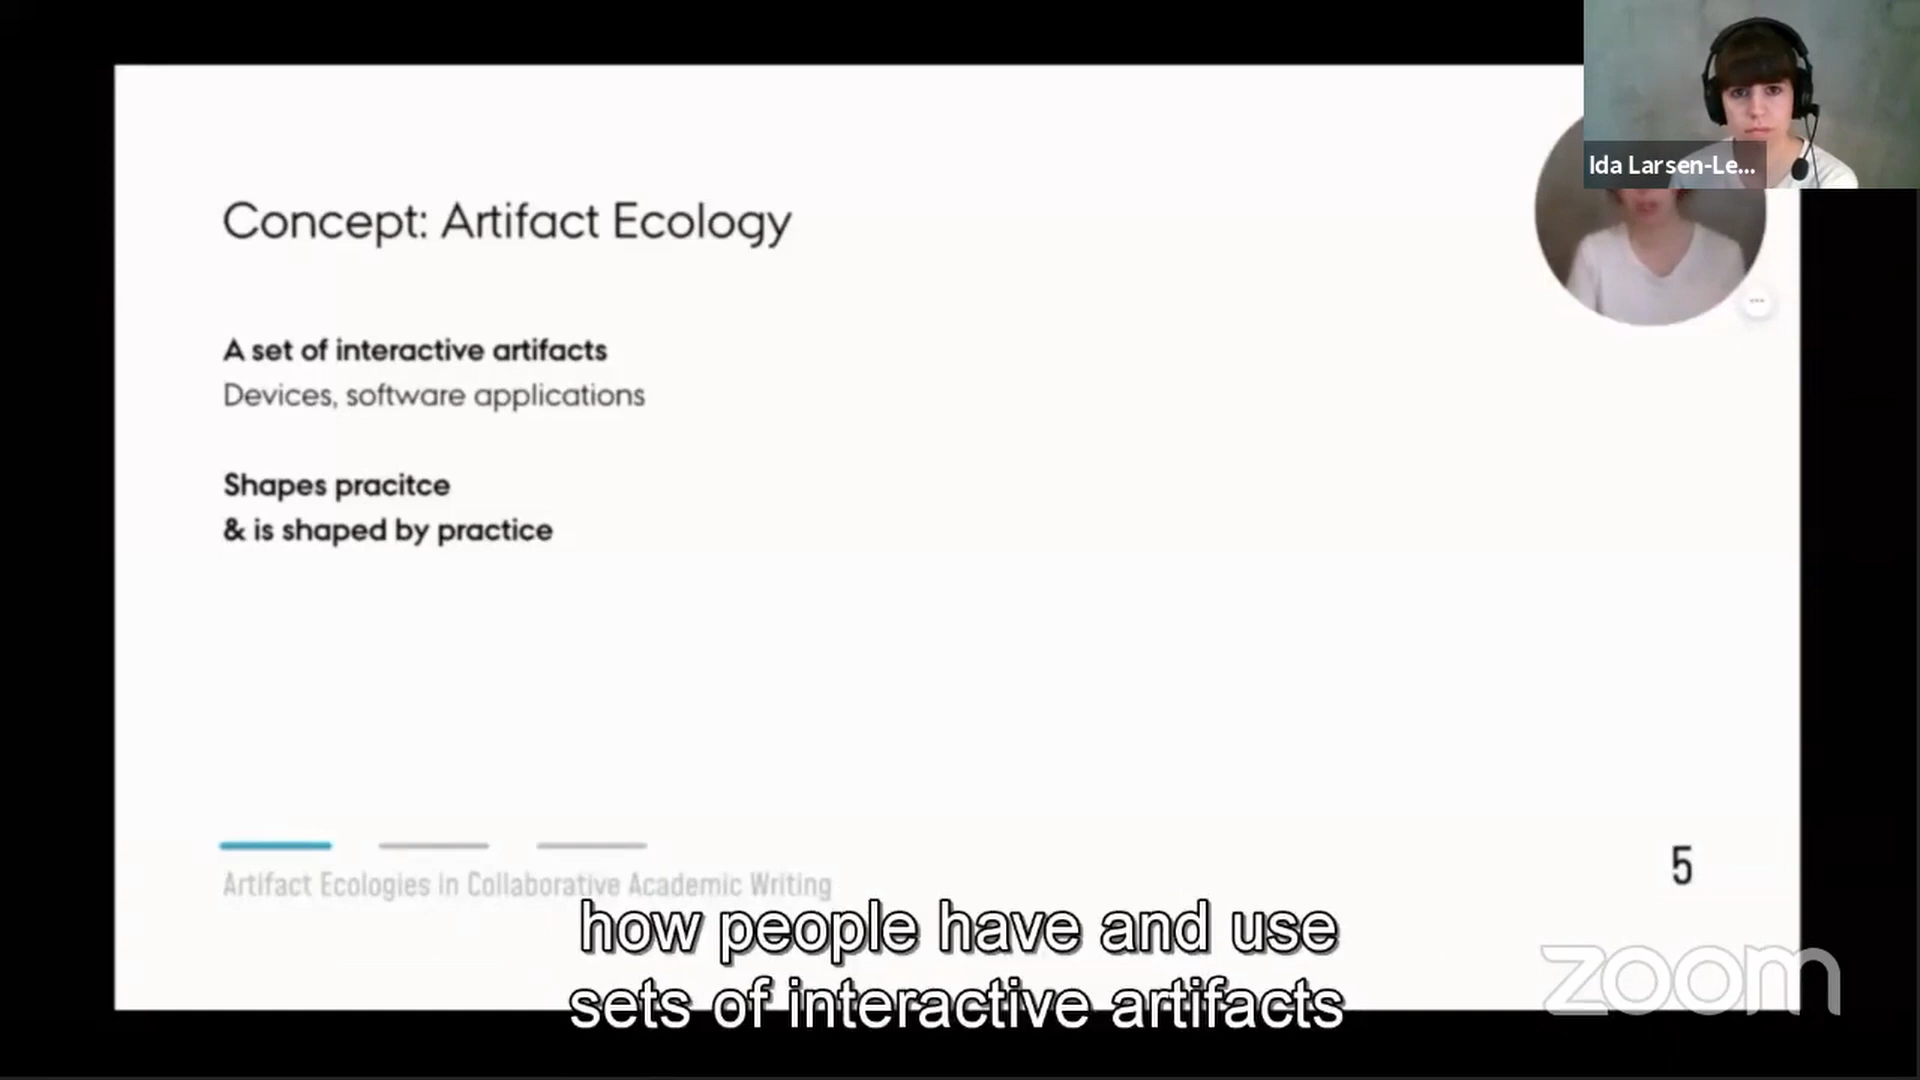 Ida Larsen-Le...
Concept: Artifact Ecology
A set of interactive artifacts
Devices, software applications
Shapes pracitce
& is shaped by practice
Artifact Ecologies in Collaborative Academic Writing
5
how people have and use
sets of interactive artifacts
zoom